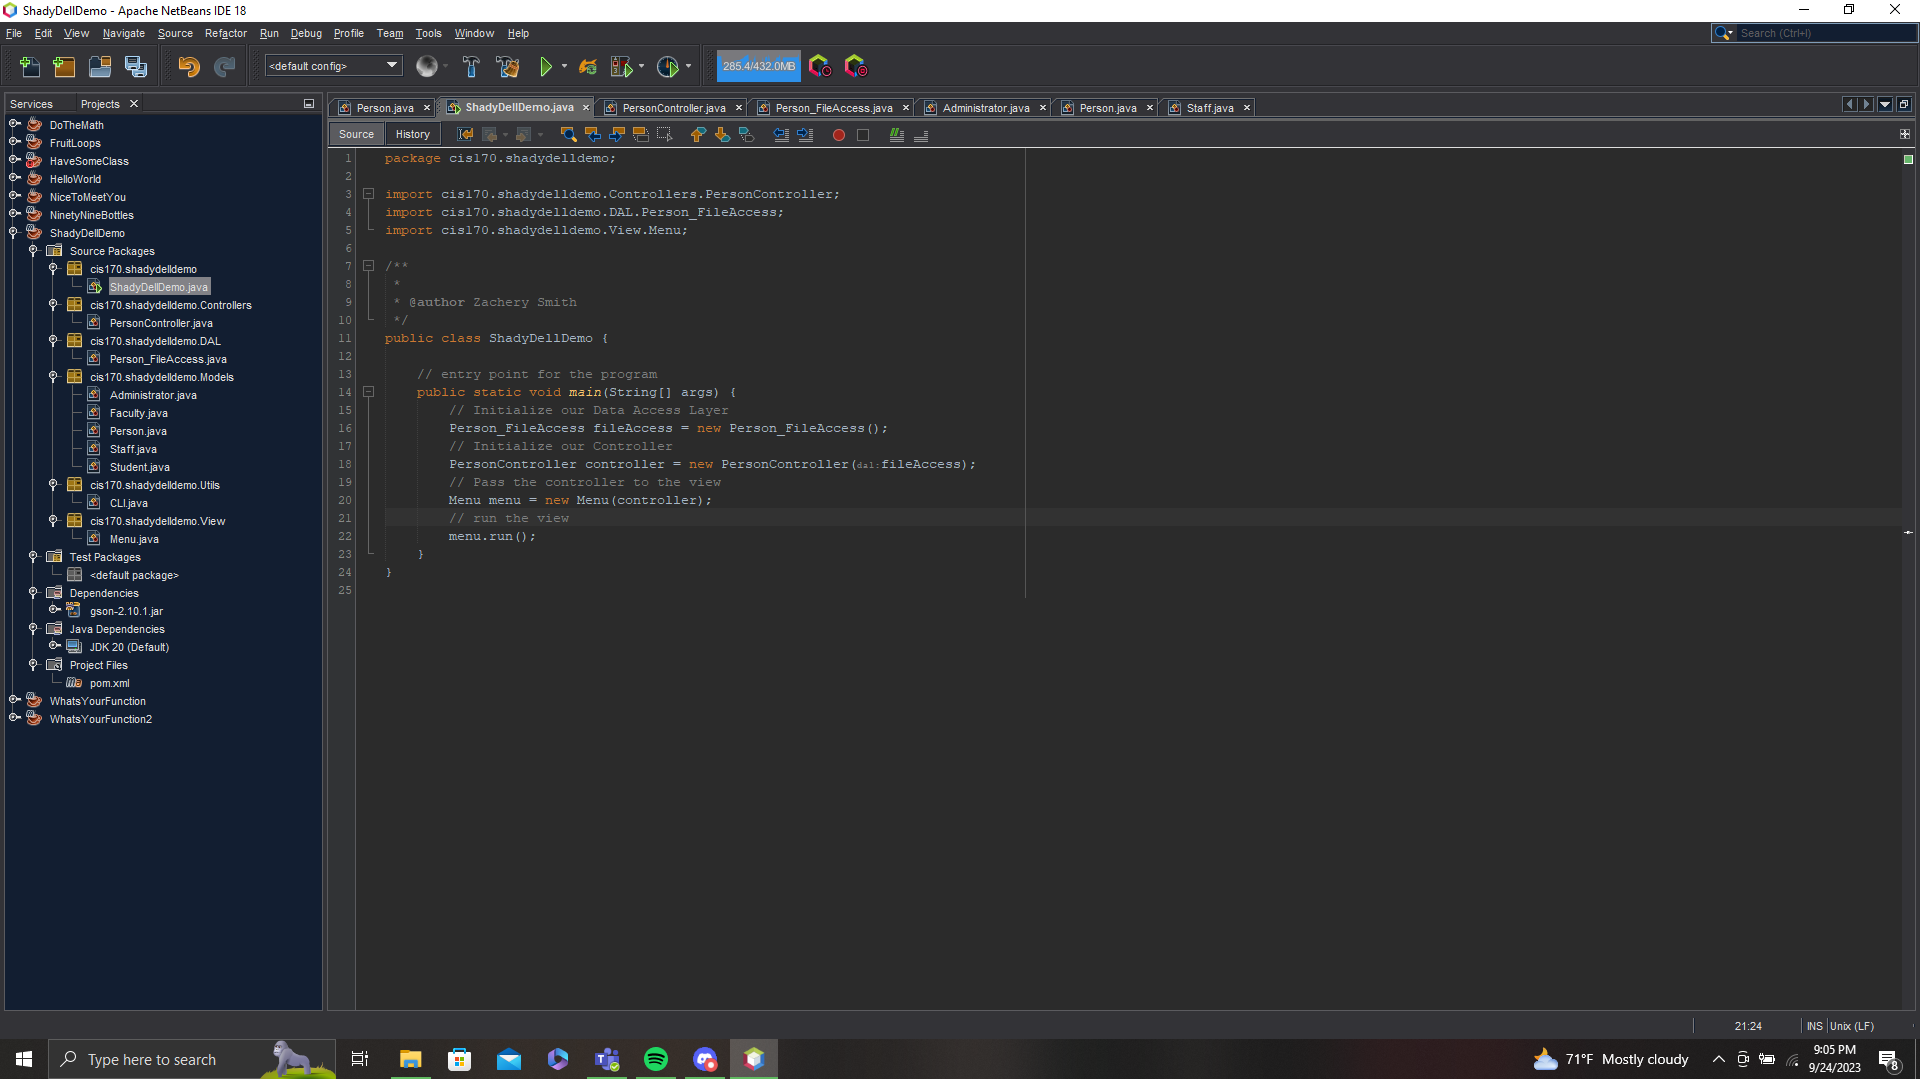 ShadyDellDemo - Apache NetBeans IDE 18
File Edit View Navigate Source Refactor Run Debug Profile Team Tools Window Help
Search (Ctrl+I)
<default config>
285.4/432.0MB
Services Projects
DoTheMath
FruitLoops
HaveSomeClass
HelloWorld
NiceToMeetYou
NinetyNineBottles
ShadyDellDemo
Source Packages
cis170.shadydelldemo
ShadyDellDemo.java
cis170.shadydelldemo.Controllers
PersonController.java
cis170.shadydelldemo.DAL
Person_FileAccess.java
cis170.shadydelldemo.Models
Administrator.java
Faculty.java
Person.java
Staff.java
Student.java
cis170.shadydelldemo.Utils
CLI.java
cis170.shadydelldemo.View
Menu.java
Test Packages
<default package>
Dependencies
gson-2.10.1.jar
Java Dependencies
JDK 20 (Default)
Project Files
pom.xml
WhatsYourFunction
WhatsYourFunction2
Person.java ShadyDellDemo.java PersonController.java Person_FileAccess.java Administrator.java Person.java Staff.java
Source History
1 package cis170.shadydelldemo;
2
3 import cis170.shadydelldemo.Controllers.PersonController;
4 import cis170.shadydelldemo.DAL.Person_FileAccess;
5 import cis170.shadydelldemo.View.Menu;
6
7 /**
8 *
9 * @author Zachery Smith
10 */
11 public class ShadyDellDemo {
12
13 // entry point for the program
14 public static void main(String[] args) {
15 // Initialize our Data Access Layer
16 Person_FileAccess fileAccess = new Person_FileAccess();
17 // Initialize our Controller
18 PersonController controller = new PersonController(dal:fileAccess);
19 // Pass the controller to the view
20 Menu menu = new Menu(controller);
21 // run the view
22 menu.run();
23 }
24 }
25
21:24 INS Unix (LF)
Type here to search
71°F Mostly cloudy
9:05 PM
9/24/2023
8